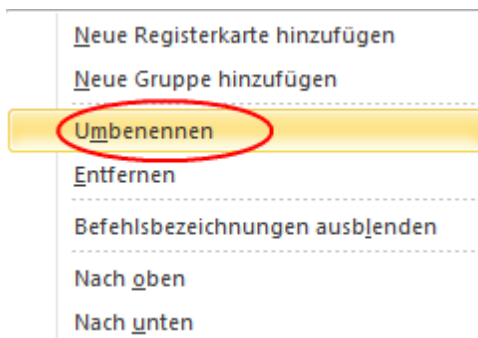 Neue Registerkarte hinzufügen
Neue Gruppe hinzufügen
Umbenennen
Entfernen
Befehlsbezeichnungen ausblenden
Nach oben
Nach unten